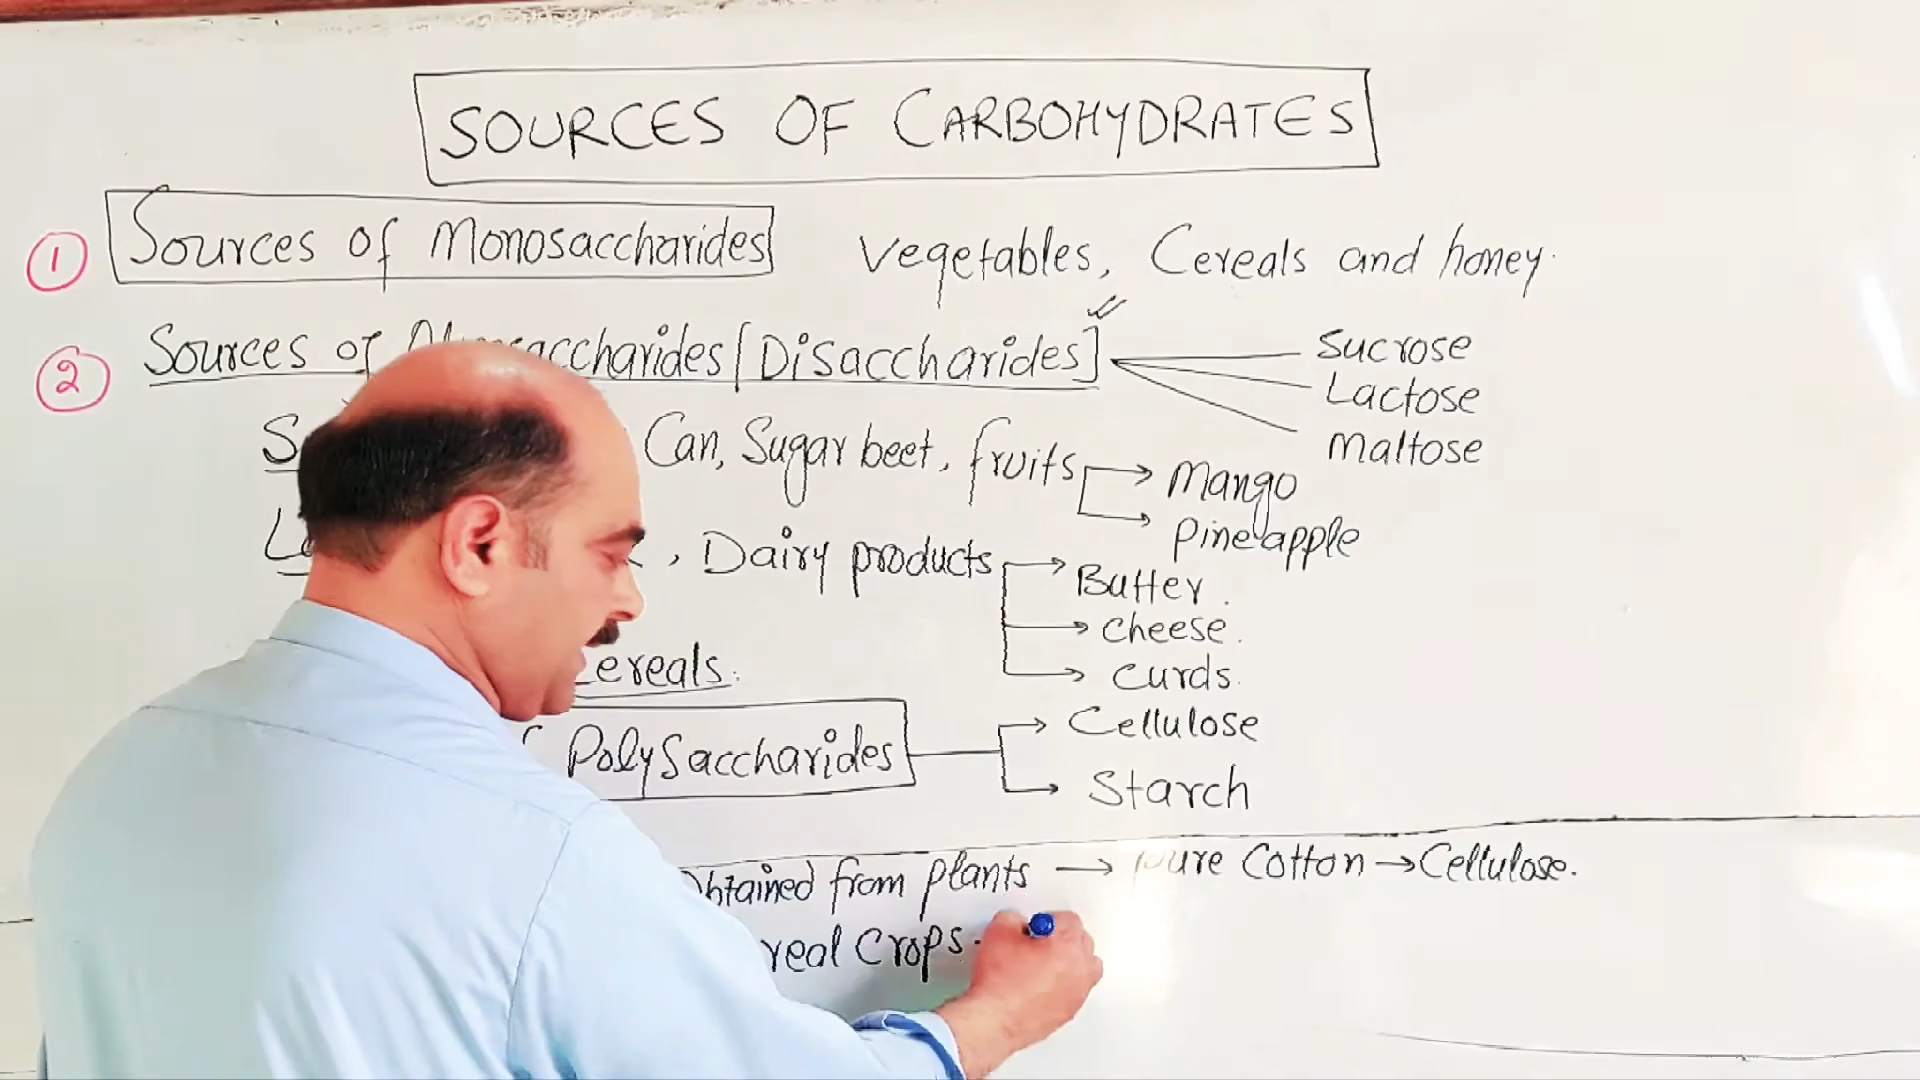 SOURCES OF CARBOHYDRATES
1 Sources of Monosaccharides Vegetables, Cereals and honey.
2 Sources of [Disaccharides]
Sucrose
Lactose
Maltose
Can, Sugar beet, fruits
Mango
Pineapple
, Dairy products
Butter.
Cheese.
Curds.
ereals.
PolySaccharides
Cellulose
Starch
btained from plants → pure Cotton → Cellulose.
real Crops.